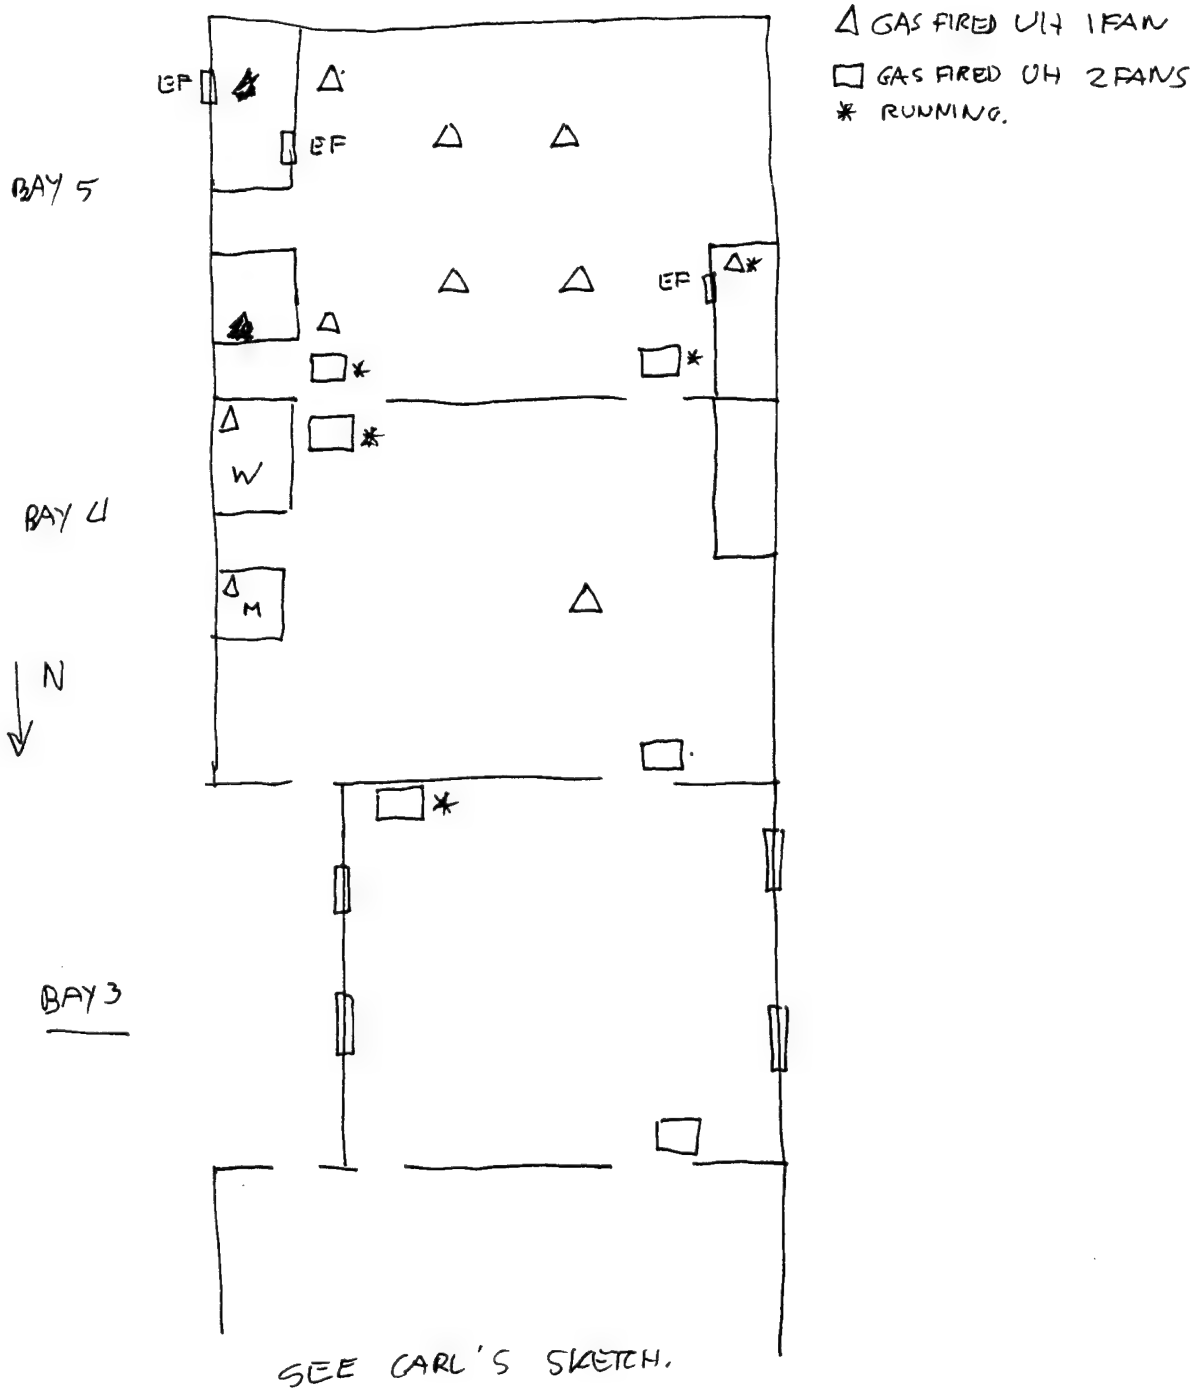 △ GAS FIRED UH 1 FAN
□ GAS FIRED UH 2 FANS
* RUNNING.
EF
EF
BAY 5
*
EF
*
*
*
W
BAY 4
M
N
*
BAY 3
SEE CARL'S SKETCH.